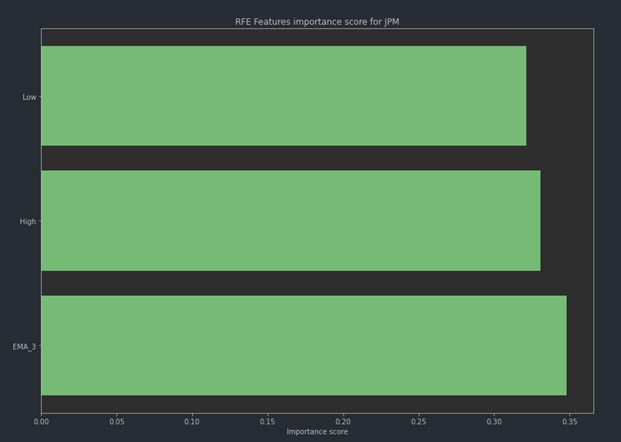 RFE Features importance score for JPM
Low
High
EMA_3
0.00 0.05 0.10 0.15 0.20 0.25 0.30 0.35
Importance score